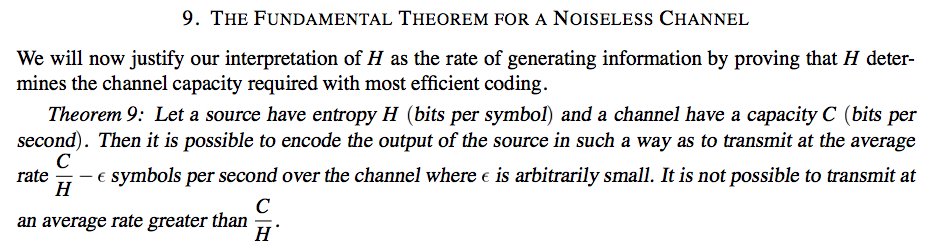 9. THE FUNDAMENTAL THEOREM FOR A NOISELESS CHANNEL
We will now justify our interpretation of H as the rate of generating information by proving that H deter-
mines the channel capacity required with most efficient coding.
Theorem 9: Let a source have entropy H (bits per symbol) and a channel have a capacity C (bits per
second). Then it is possible to encode the output of the source in such a way as to transmit at the average
rate C/H − ϵ symbols per second over the channel where ϵ is arbitrarily small. It is not possible to transmit at
an average rate greater than C/H.